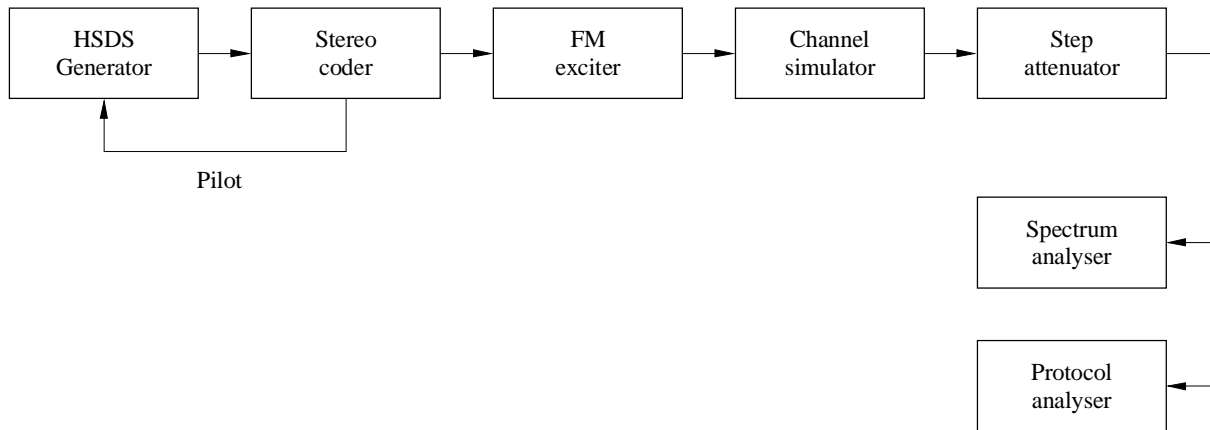 HSDS
Generator
Stereo
coder
FM
exciter
Channel
simulator
Step
attenuator
Pilot
Spectrum
analyser
Protocol
analyser